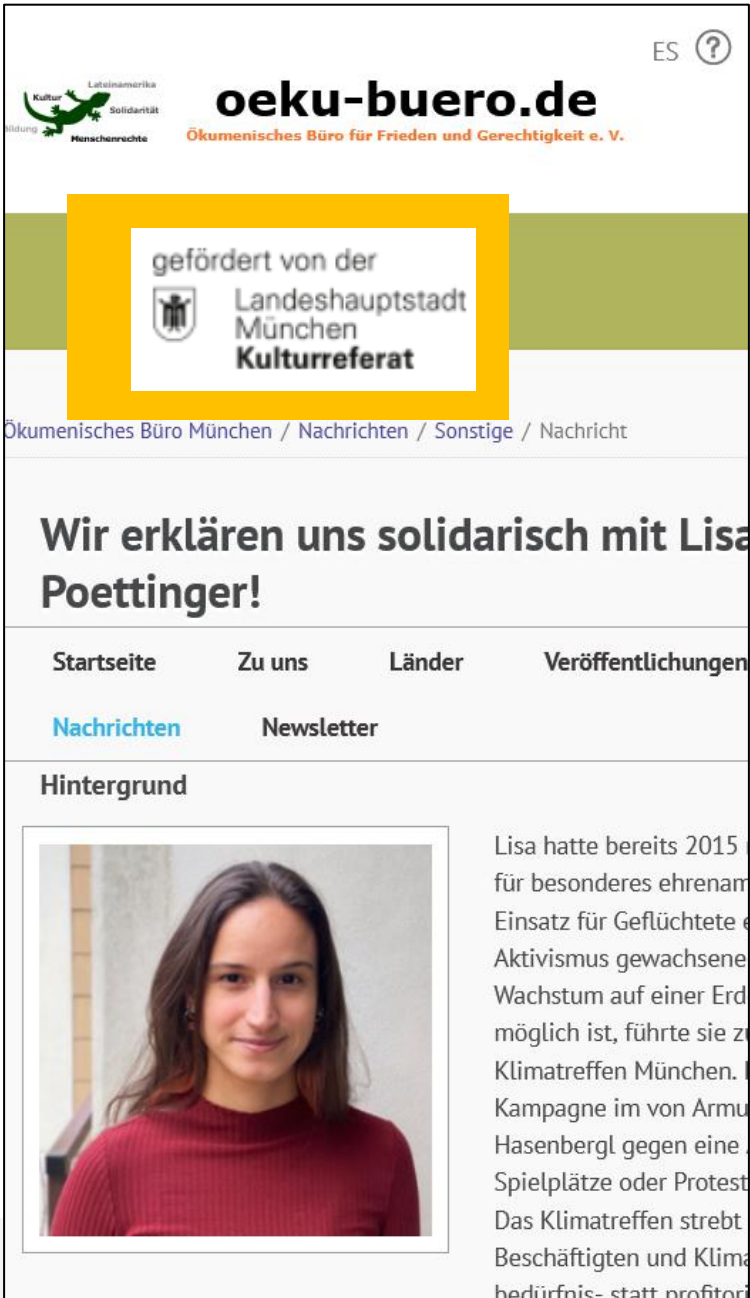 ES ?
Lateinamerika
Kultur
Solidarität
Bildung
Menschenrechte
oeku-buero.de
Ökumenisches Büro für Frieden und Gerechtigkeit e. V.
gefördert von der
Landeshauptstadt
München
Kulturreferat
Ökumenisches Büro München / Nachrichten / Sonstige / Nachricht
Wir erklären uns solidarisch mit Lisa
Poettinger!
Startseite Zu uns Länder Veröffentlichungen
Nachrichten Newsletter
Hintergrund
Lisa hatte bereits 2015
für besonderes ehrenam
Einsatz für Geflüchtete
Aktivismus gewachsene
Wachstum auf einer Erd
möglich ist, führte sie zu
Klimatreffen München.
Kampagne im von Armu
Hasenbergl gegen eine
Spielplätze oder Protest
Das Klimatreffen strebt
Beschäftigten und Klima
bedürfnis- statt profitori